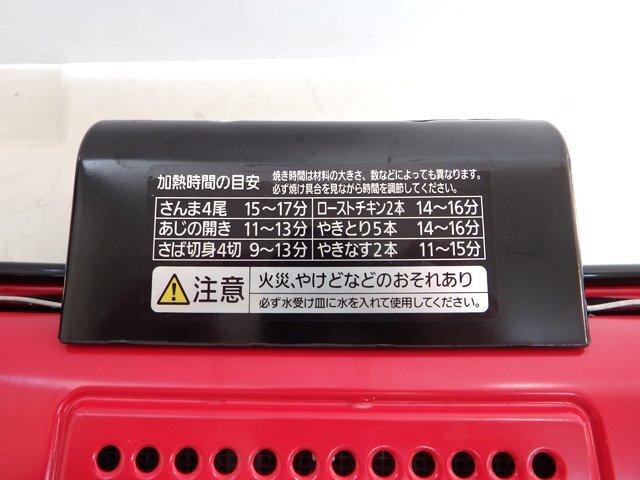 加熱時間の目安
焼き時間は材料の大きさ、数などによっても異なります。
必ず焼け具合を見ながら時間を調節してください。
さんま4尾 15～17分 ローストチキン2本 14～16分
あじの開き 11～13分 やきとり5本 14～16分
さば切身4切 9～13分 やきなす2本 11～15分
注意 火災、やけどなどのおそれあり
必ず水受け皿に水を入れて使用してください。